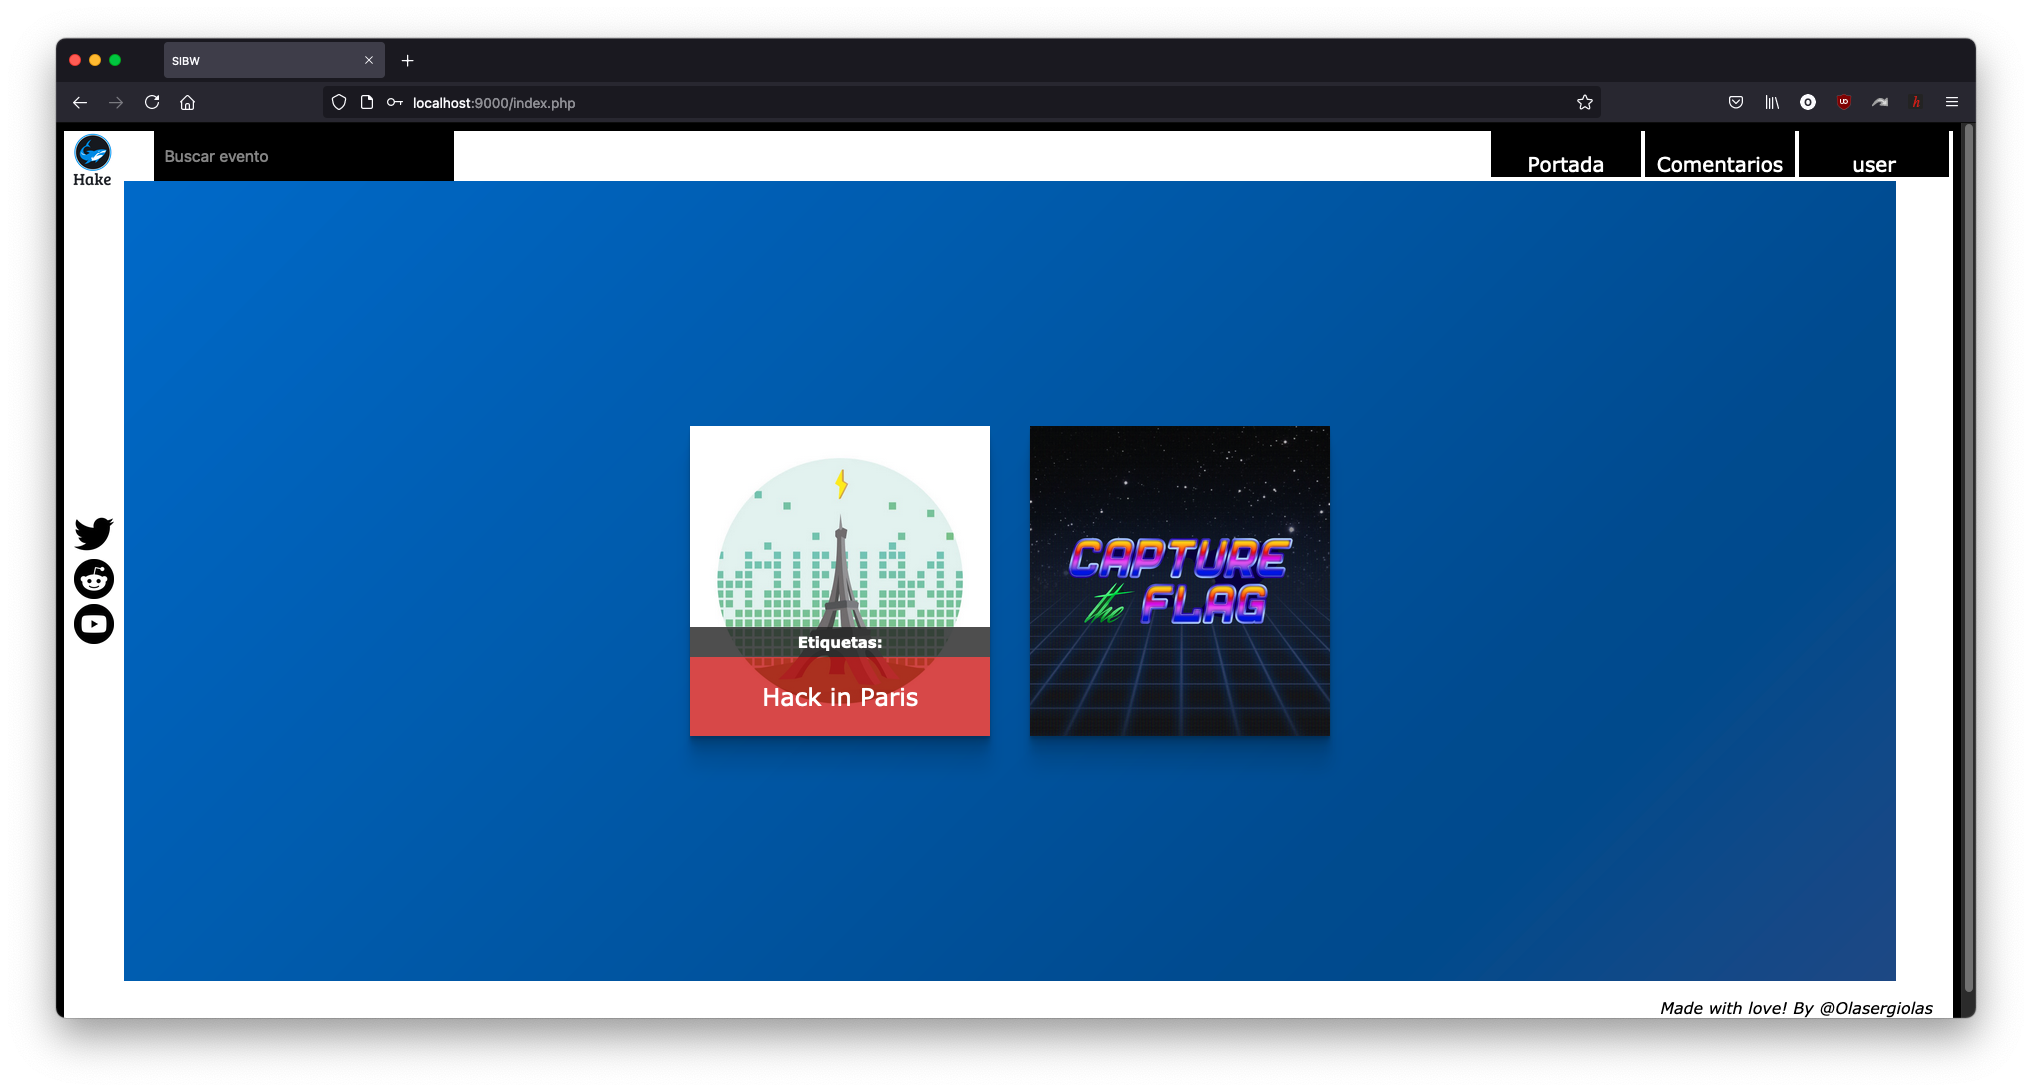 SIBW
localhost:9000/index.php
Hake
Buscar evento
Portada
Comentarios
user
Etiquetas:
Hack in Paris
CAPTURE
the FLAG
Made with love! By @Olasergiolas